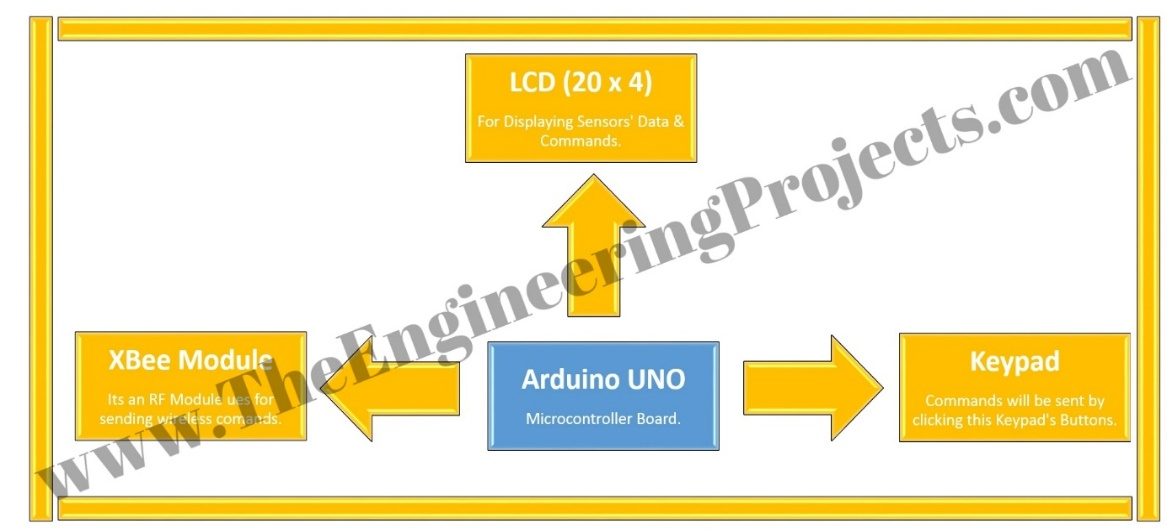 LCD (20 x 4)
For Displaying Sensors' Data &
Commands.
XBee Module
Its an RF Module ues for
sending wireless comands.
Arduino UNO
Microcontroller Board.
Keypad
Commands will be sent by
clicking this Keypad's Buttons.
www.TheEngineeringProjects.com